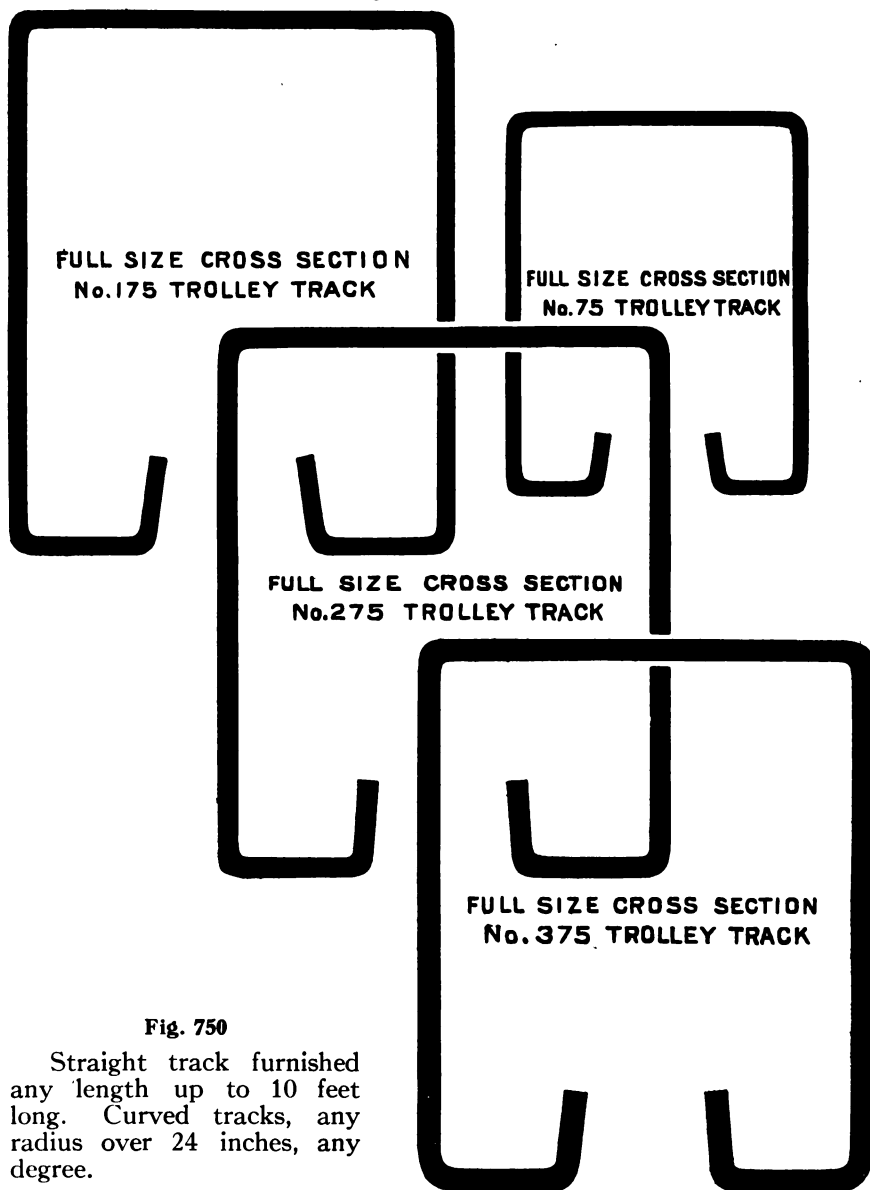 FULL SIZE CROSS SECTION
No. 175 TROLLEY TRACK
FULL SIZE CROSS SECTION
No. 75 TROLLEY TRACK
FULL SIZE CROSS SECTION
No. 275 TROLLEY TRACK
FULL SIZE CROSS SECTION
No. 375 TROLLEY TRACK
Fig. 750
Straight track furnished
any length up to 10 feet
long. Curved tracks, any
radius over 24 inches, any
degree.